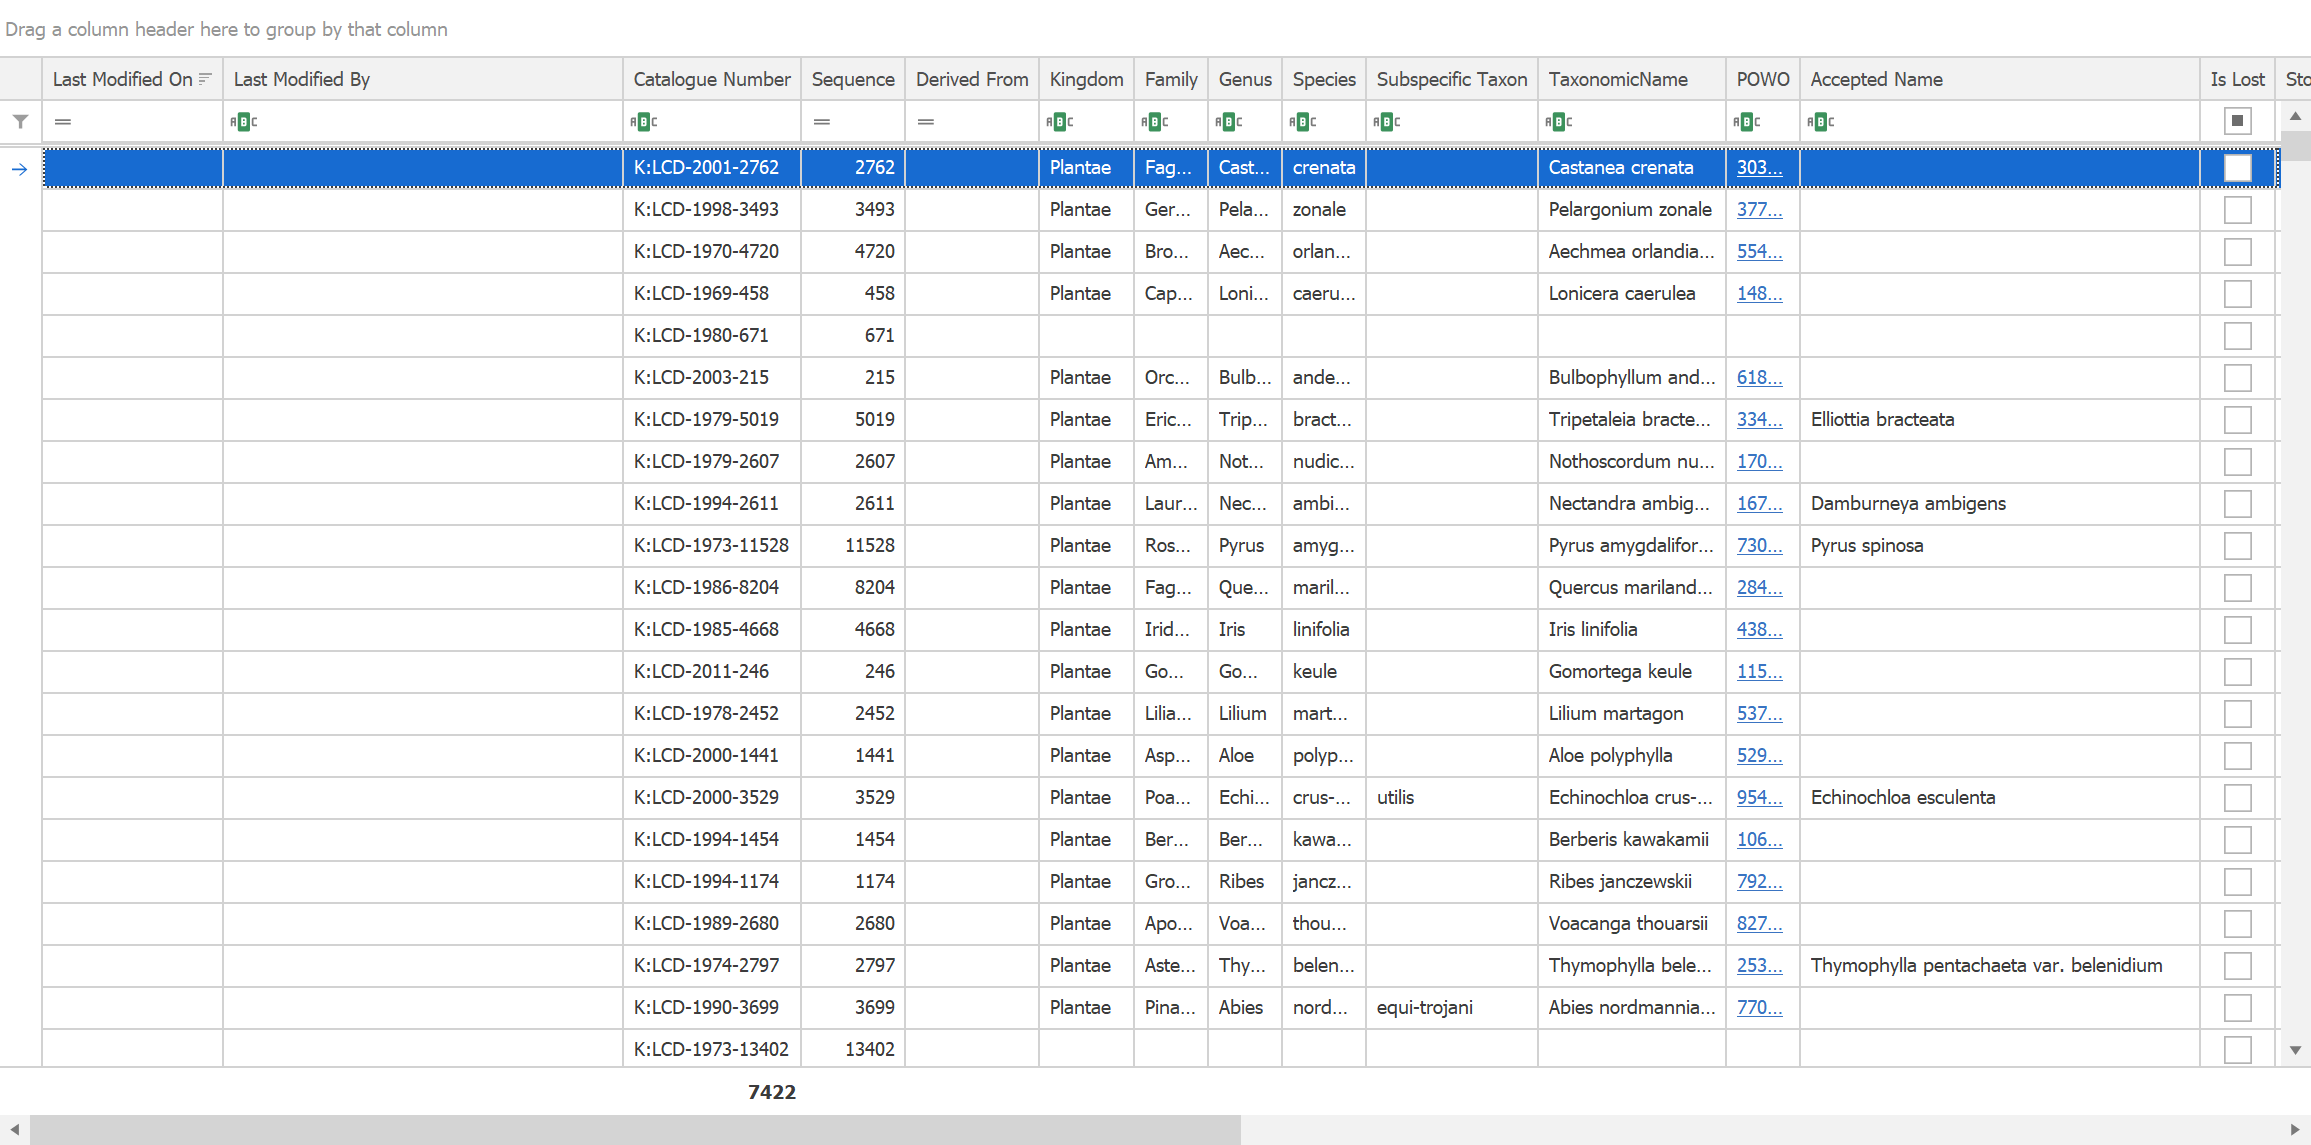 Drag a column header here to group by that column
Last Modified On Last Modified By Catalogue Number Sequence Derived From Kingdom Family Genus Species Subspecific Taxon TaxonomicName POWO Accepted Name Is Lost Sto
= ABC ABC = = ABC ABC ABC ABC ABC ABC ABC ABC
K:LCD-2001-2762 2762 Plantae Fag... Cast... crenata Castanea crenata 303...
K:LCD-1998-3493 3493 Plantae Ger... Pela... zonale Pelargonium zonale 377...
K:LCD-1970-4720 4720 Plantae Bro... Aec... orlan... Aechmea orlandia... 554...
K:LCD-1969-458 458 Plantae Cap... Loni... caeru... Lonicera caerulea 148...
K:LCD-1980-671 671
K:LCD-2003-215 215 Plantae Orc... Bulb... ande... Bulbophyllum and... 618...
K:LCD-1979-5019 5019 Plantae Eric... Trip... bract... Tripetaleia bracte... 334... Elliottia bracteata
K:LCD-1979-2607 2607 Plantae Am... Not... nudic... Nothoscordum nu... 170...
K:LCD-1994-2611 2611 Plantae Laur... Nec... ambi... Nectandra ambig... 167... Damburneya ambigens
K:LCD-1973-11528 11528 Plantae Ros... Pyrus amyg... Pyrus amygdalifor... 730... Pyrus spinosa
K:LCD-1986-8204 8204 Plantae Fag... Que... maril... Quercus mariland... 284...
K:LCD-1985-4668 4668 Plantae Irid... Iris linifolia Iris linifolia 438...
K:LCD-2011-246 246 Plantae Go... Go... keule Gomortega keule 115...
K:LCD-1978-2452 2452 Plantae Lilia... Lilium mart... Lilium martagon 537...
K:LCD-2000-1441 1441 Plantae Asp... Aloe polyp... Aloe polyphylla 529...
K:LCD-2000-3529 3529 Plantae Poa... Echi... crus-... utilis Echinochloa crus-... 954... Echinochloa esculenta
K:LCD-1994-1454 1454 Plantae Ber... Ber... kawa... Berberis kawakamii 106...
K:LCD-1994-1174 1174 Plantae Gro... Ribes jancz... Ribes janczewskii 792...
K:LCD-1989-2680 2680 Plantae Apo... Voa... thou... Voacanga thouarsii 827...
K:LCD-1974-2797 2797 Plantae Aste... Thy... belen... Thymophylla bele... 253... Thymophylla pentachaeta var. belenidium
K:LCD-1990-3699 3699 Plantae Pina... Abies nord... equi-trojani Abies nordmannia... 770...
K:LCD-1973-13402 13402
7422